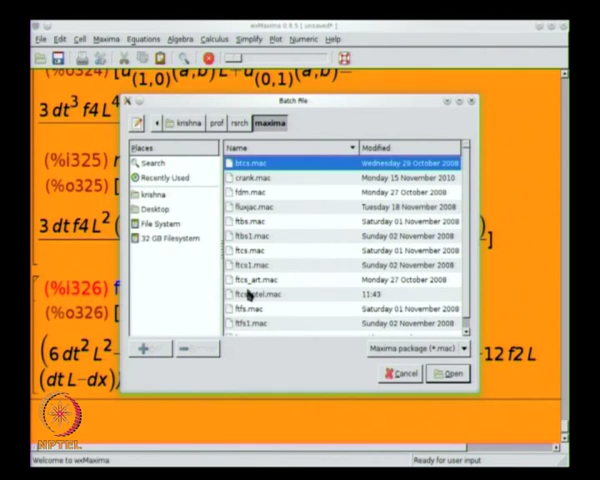 wxMaxima 0.8.5 [ unsaved* ]
File Edit Cell Maxima Equations Algebra Calculus Simplify Plot Numeric Help
(1,0) (0,1)
3 dt³ f4 L⁴
Batch File
krishna prof rsrch maxima
Places
Search
Recently Used
krishna
Desktop
File System
32 GB Filesystem
Name Modified
btcs.mac Wednesday 29 October 2008
crank.mac Monday 15 November 2010
fdm.mac Monday 27 October 2008
fluxjac.mac Tuesday 18 November 2008
ftbs.mac Saturday 01 November 2008
ftbs1.mac Sunday 02 November 2008
ftcs.mac Saturday 01 November 2008
ftcs1.mac Sunday 02 November 2008
ftcs_art.mac Monday 27 October 2008
11:43
ftfs.mac Saturday 01 November 2008
ftfs1.mac Sunday 02 November 2008
Maxima package (*.mac)
Cancel Open
(%i325)
(%o325) [
3 dt f4 L² (
]
(%i326) f
(%o326) [
(6 dt² L² 12 f2 L
(dt L-dx)
NPTEL
Welcome to wxMaxima Ready for user input